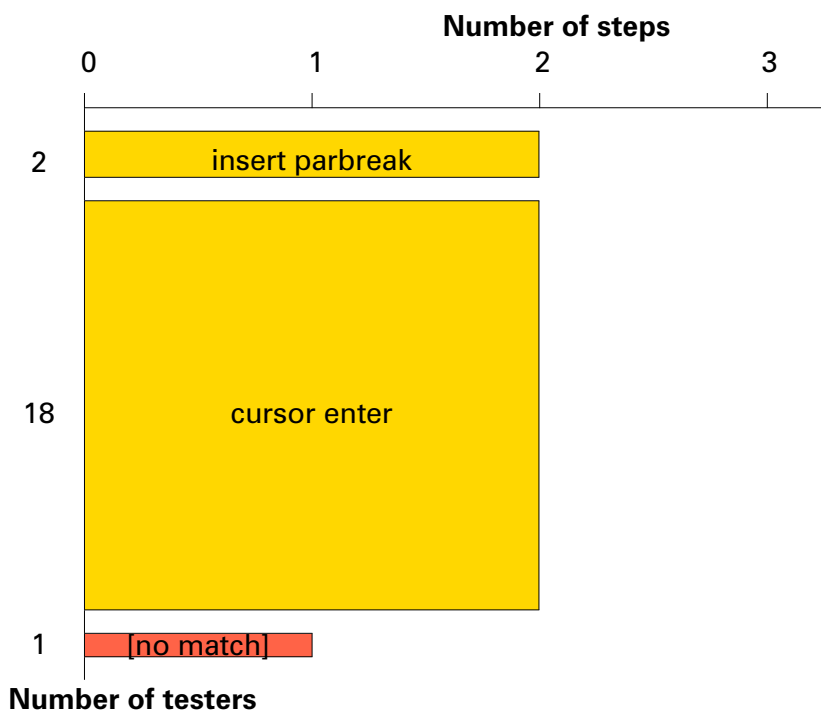 Number of steps
0 1 2 3
2 insert parbreak
18 cursor enter
1 [no match]
Number of testers